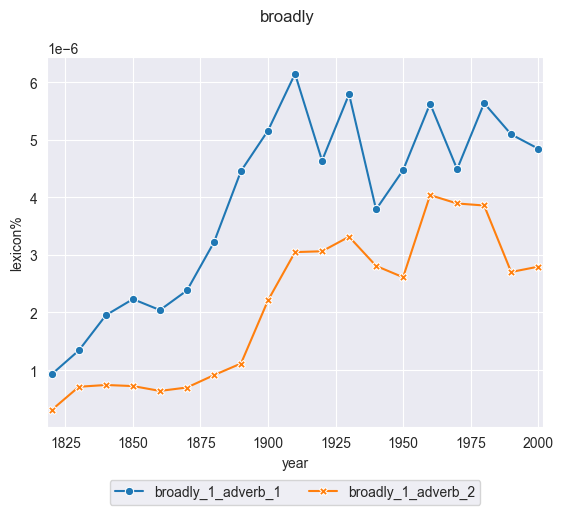 broadly
1e−6
6
5
4
3
2
1
lexicon%
1825 1850 1875 1900 1925 1950 1975 2000
year
broadly_1_adverb_1 broadly_1_adverb_2